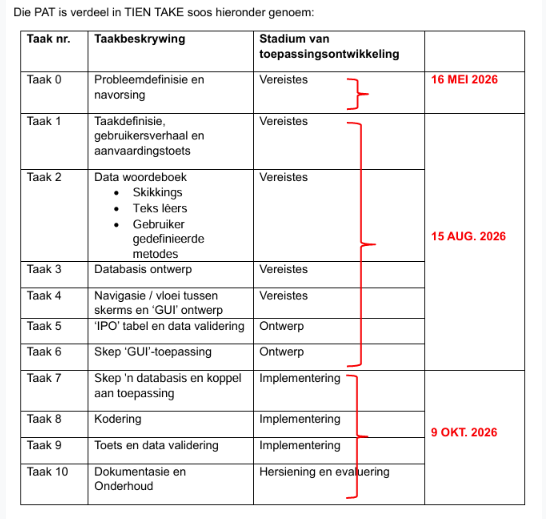 Die PAT is verdeel in TIEN TAKE soos hieronder genoem:
Taak nr. Taakbeskrywing Stadium van
toepassingsontwikkeling
Taak 0 Probleemdefinisie en Vereistes 16 MEI 2026
navorsing
Taak 1 Taakdefinisie, Vereistes
gebruikersverhaal en
aanvaardingstoets
Taak 2 Data woordeboek Vereistes
• Skikkings
• Teks lêers
• Gebruiker
gedefinieerde
metodes
15 AUG. 2026
Taak 3 Databasis ontwerp Vereistes
Taak 4 Navigasie / vloei tussen Vereistes
skerms en ‘GUI’ ontwerp
Taak 5 ‘IPO’ tabel en data validering Ontwerp
Taak 6 Skep ‘GUI’-toepassing Ontwerp
Taak 7 Skep ’n databasis en koppel Implementering
aan toepassing
Taak 8 Kodering Implementering
9 OKT. 2026
Taak 9 Toets en data validering Implementering
Taak 10 Dokumentasie en Hersiening en evaluering
Onderhoud